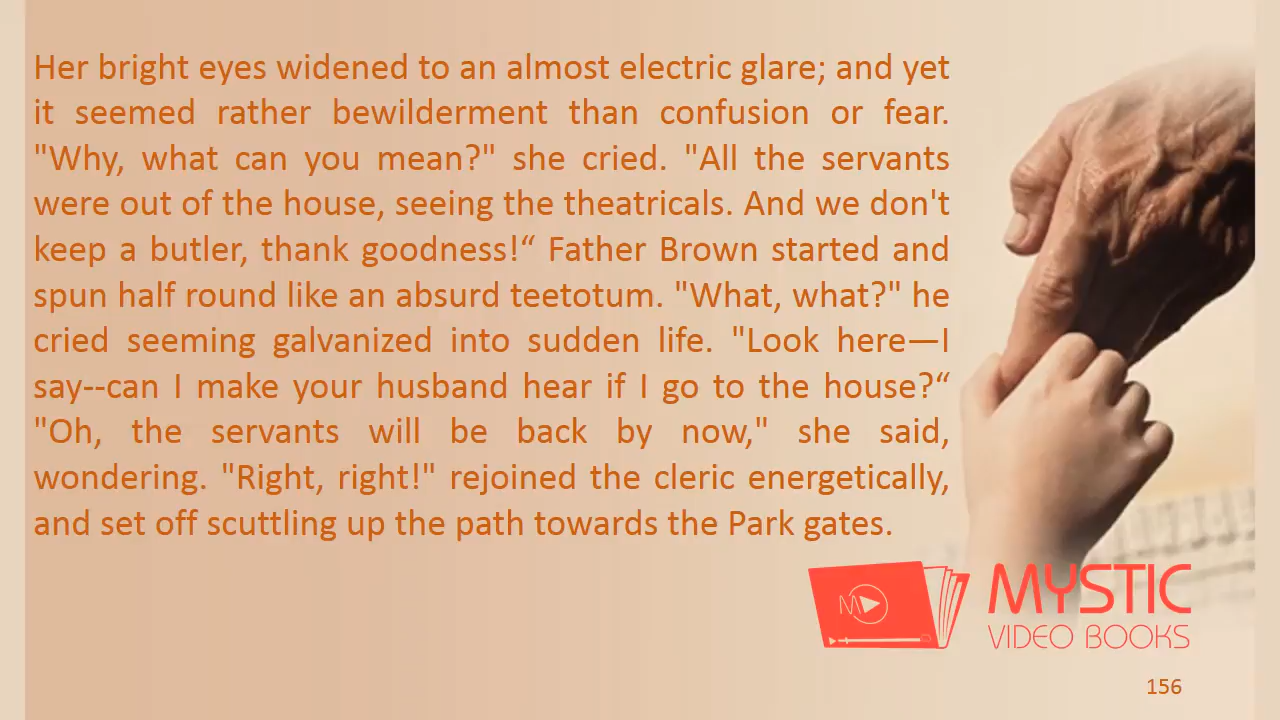 Her bright eyes widened to an almost electric glare; and yet
it seemed rather bewilderment than confusion or fear.
"Why, what can you mean?" she cried. "All the servants
were out of the house, seeing the theatricals. And we don't
keep a butler, thank goodness!“ Father Brown started and
spun half round like an absurd teetotum. "What, what?" he
cried seeming galvanized into sudden life. "Look here—I
say--can I make your husband hear if I go to the house?“
"Oh, the servants will be back by now," she said,
wondering. "Right, right!" rejoined the cleric energetically,
and set off scuttling up the path towards the Park gates.
M
MYSTIC
VIDEO BOOKS
156